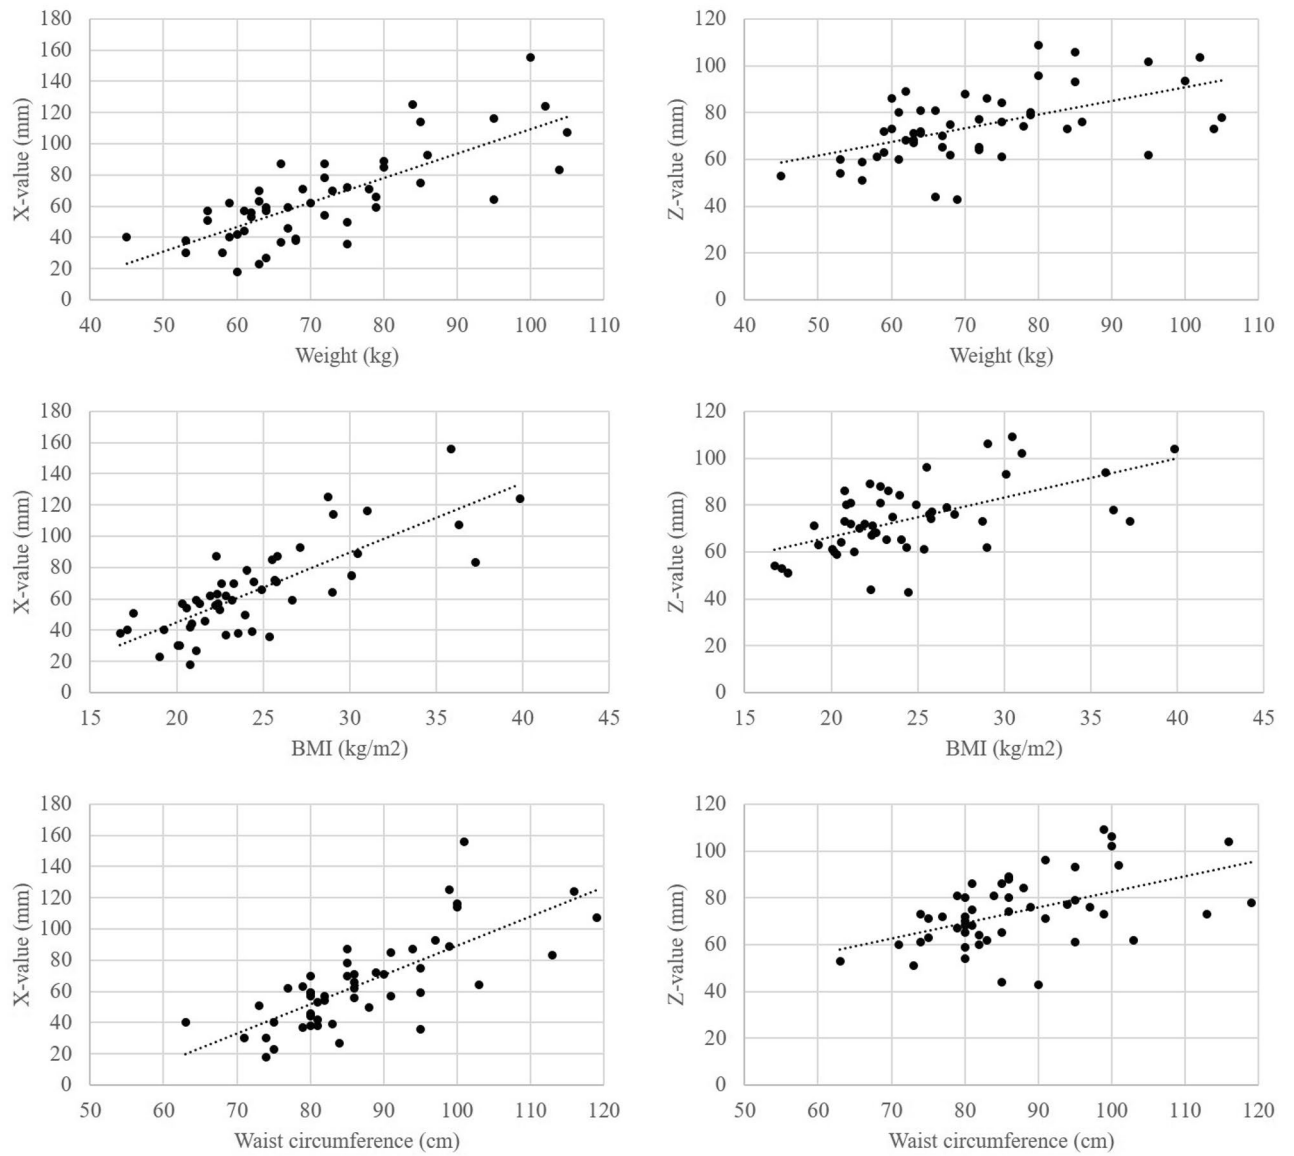 X-value (mm)
180
160
140
120
100
80
60
40
20
0
40 50 60 70 80 90 100 110
Weight (kg)
Z-value (mm)
120
100
80
60
40
20
0
40 50 60 70 80 90 100 110
Weight (kg)
X-value (mm)
180
160
140
120
100
80
60
40
20
0
15 20 25 30 35 40 45
BMI (kg/m2)
Z-value (mm)
120
100
80
60
40
20
0
15 20 25 30 35 40 45
BMI (kg/m2)
X-value (mm)
180
160
140
120
100
80
60
40
20
0
50 60 70 80 90 100 110 120
Waist circumference (cm)
Z-value (mm)
120
100
80
60
40
20
0
50 60 70 80 90 100 110 120
Waist circumference (cm)